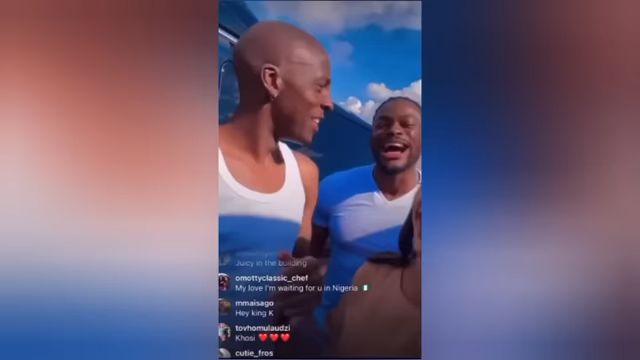 Juicy in the building
omottyclassic_chef
My love I'm waiting for u in Nigeria 🇳🇬
mmaisago
Hey king K
tovhomulaudzi
Khosi ❤️❤️❤️
cutie_fros